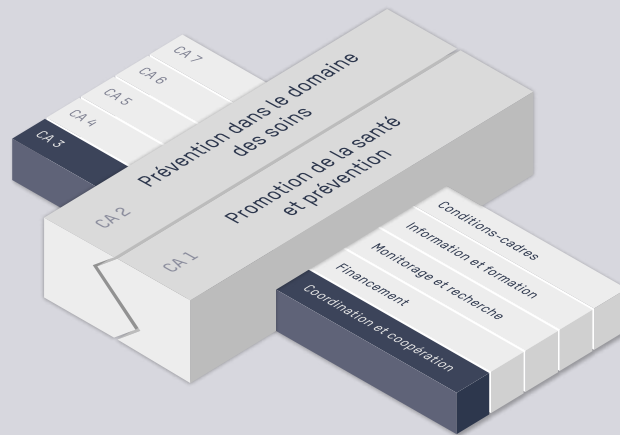 CA 7
CA 6
CA 5
CA 4
CA 3
CA 2
Prévention dans le domaine
des soins
CA 1
Promotion de la santé
et prévention
Conditions-cadres
Information et formation
Monitorage et recherche
Financement
Coordination et coopération